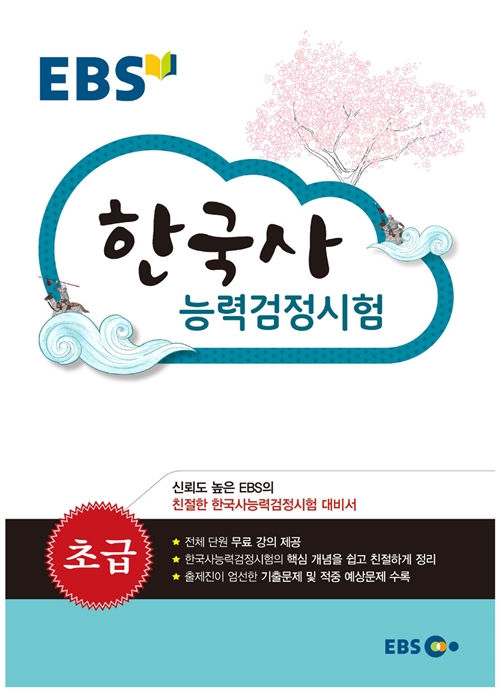 EBS
한국사
능력검정시험
신뢰도 높은 EBS의
친절한 한국사능력검정시험 대비서
초급
★ 전체 단원 무료 강의 제공
★ 한국사능력검정시험의 핵심 개념을 쉽고 친절하게 정리
★ 출제진이 엄선한 기출문제 및 적중 예상문제 수록
EBS